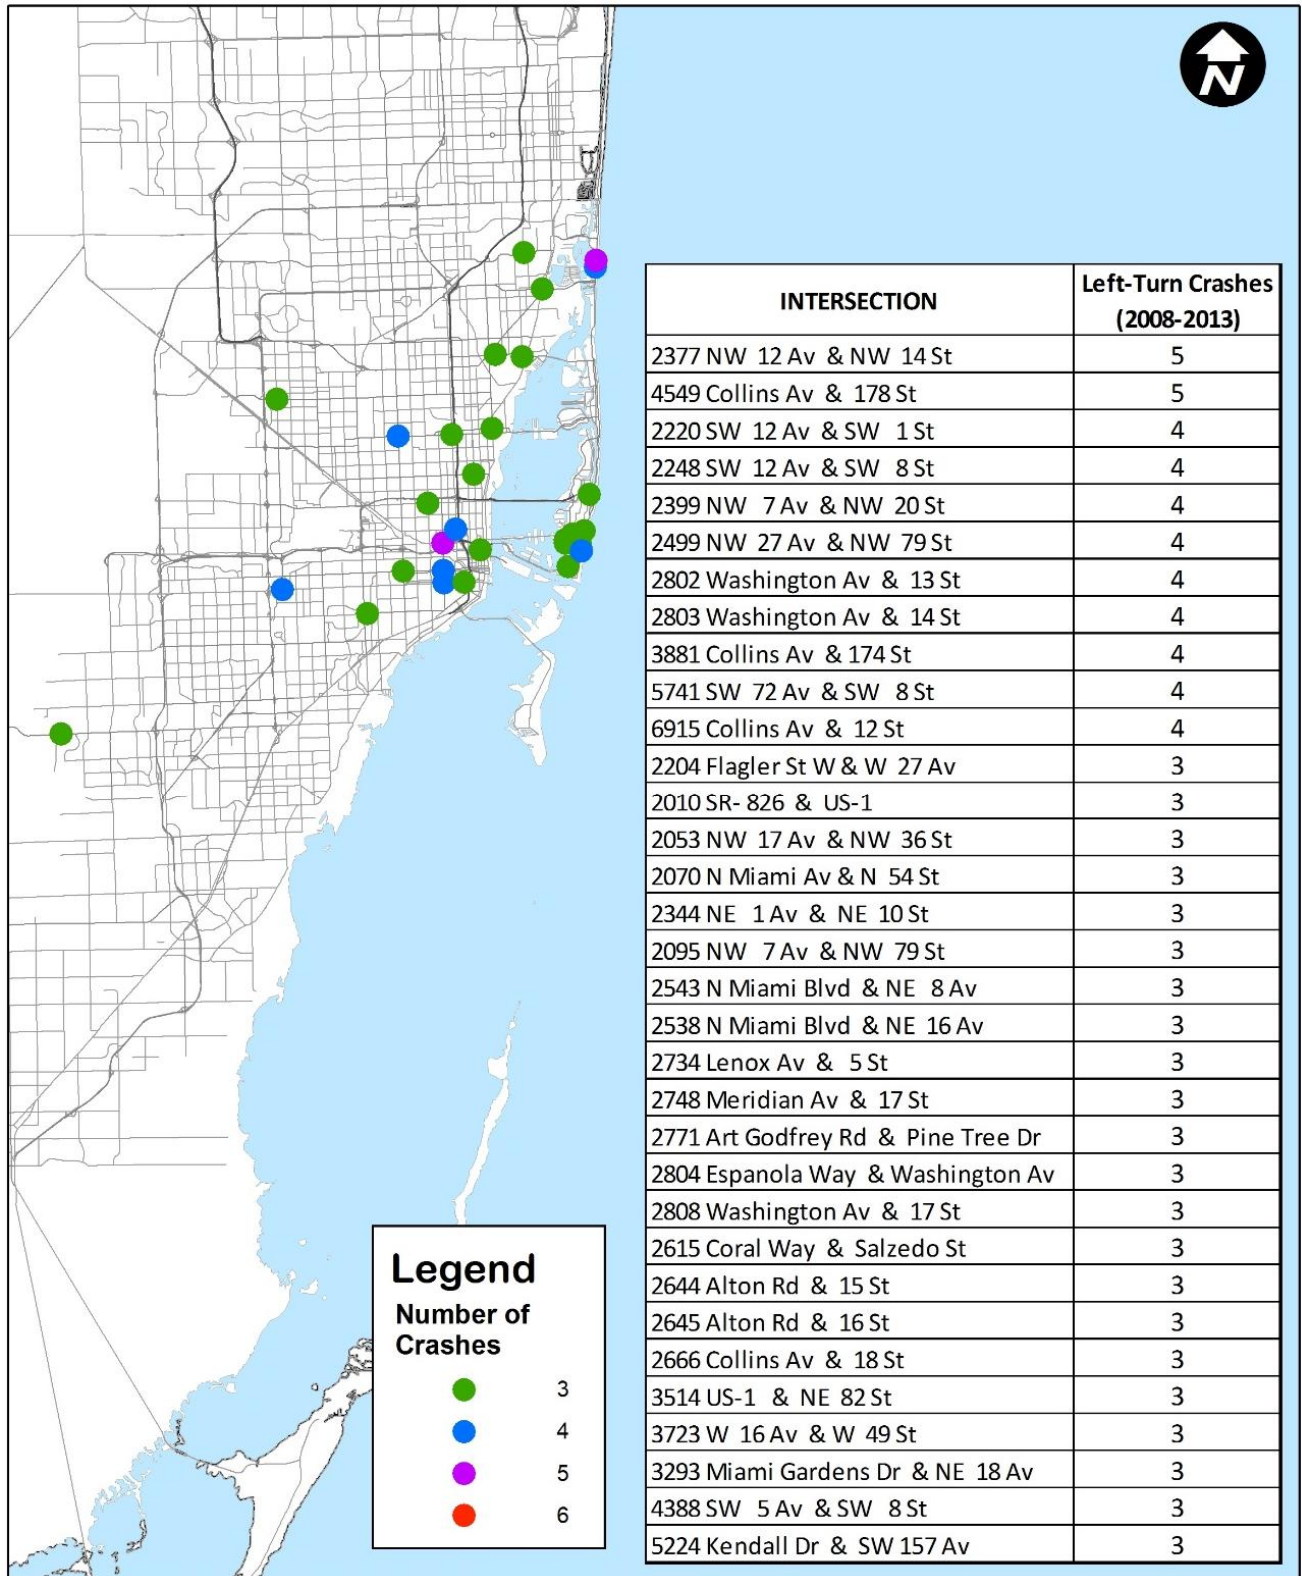 N
INTERSECTION Left-Turn Crashes
(2008-2013)
2377 NW 12 Av & NW 14 St 5
4549 Collins Av & 178 St 5
2220 SW 12 Av & SW 1 St 4
2248 SW 12 Av & SW 8 St 4
2399 NW 7 Av & NW 20 St 4
2499 NW 27 Av & NW 79 St 4
2802 Washington Av & 13 St 4
2803 Washington Av & 14 St 4
3881 Collins Av & 174 St 4
5741 SW 72 Av & SW 8 St 4
6915 Collins Av & 12 St 4
2204 Flagler St W & W 27 Av 3
2010 SR- 826 & US-1 3
2053 NW 17 Av & NW 36 St 3
2070 N Miami Av & N 54 St 3
2344 NE 1 Av & NE 10 St 3
2095 NW 7 Av & NW 79 St 3
2543 N Miami Blvd & NE 8 Av 3
2538 N Miami Blvd & NE 16 Av 3
2734 Lenox Av & 5 St 3
2748 Meridian Av & 17 St 3
2771 Art Godfrey Rd & Pine Tree Dr 3
2804 Espanola Way & Washington Av 3
2808 Washington Av & 17 St 3
2615 Coral Way & Salzedo St 3
2644 Alton Rd & 15 St 3
2645 Alton Rd & 16 St 3
2666 Collins Av & 18 St 3
3514 US-1 & NE 82 St 3
3723 W 16 Av & W 49 St 3
3293 Miami Gardens Dr & NE 18 Av 3
4388 SW 5 Av & SW 8 St 3
5224 Kendall Dr & SW 157 Av 3
Legend
Number of
Crashes
3
4
5
6